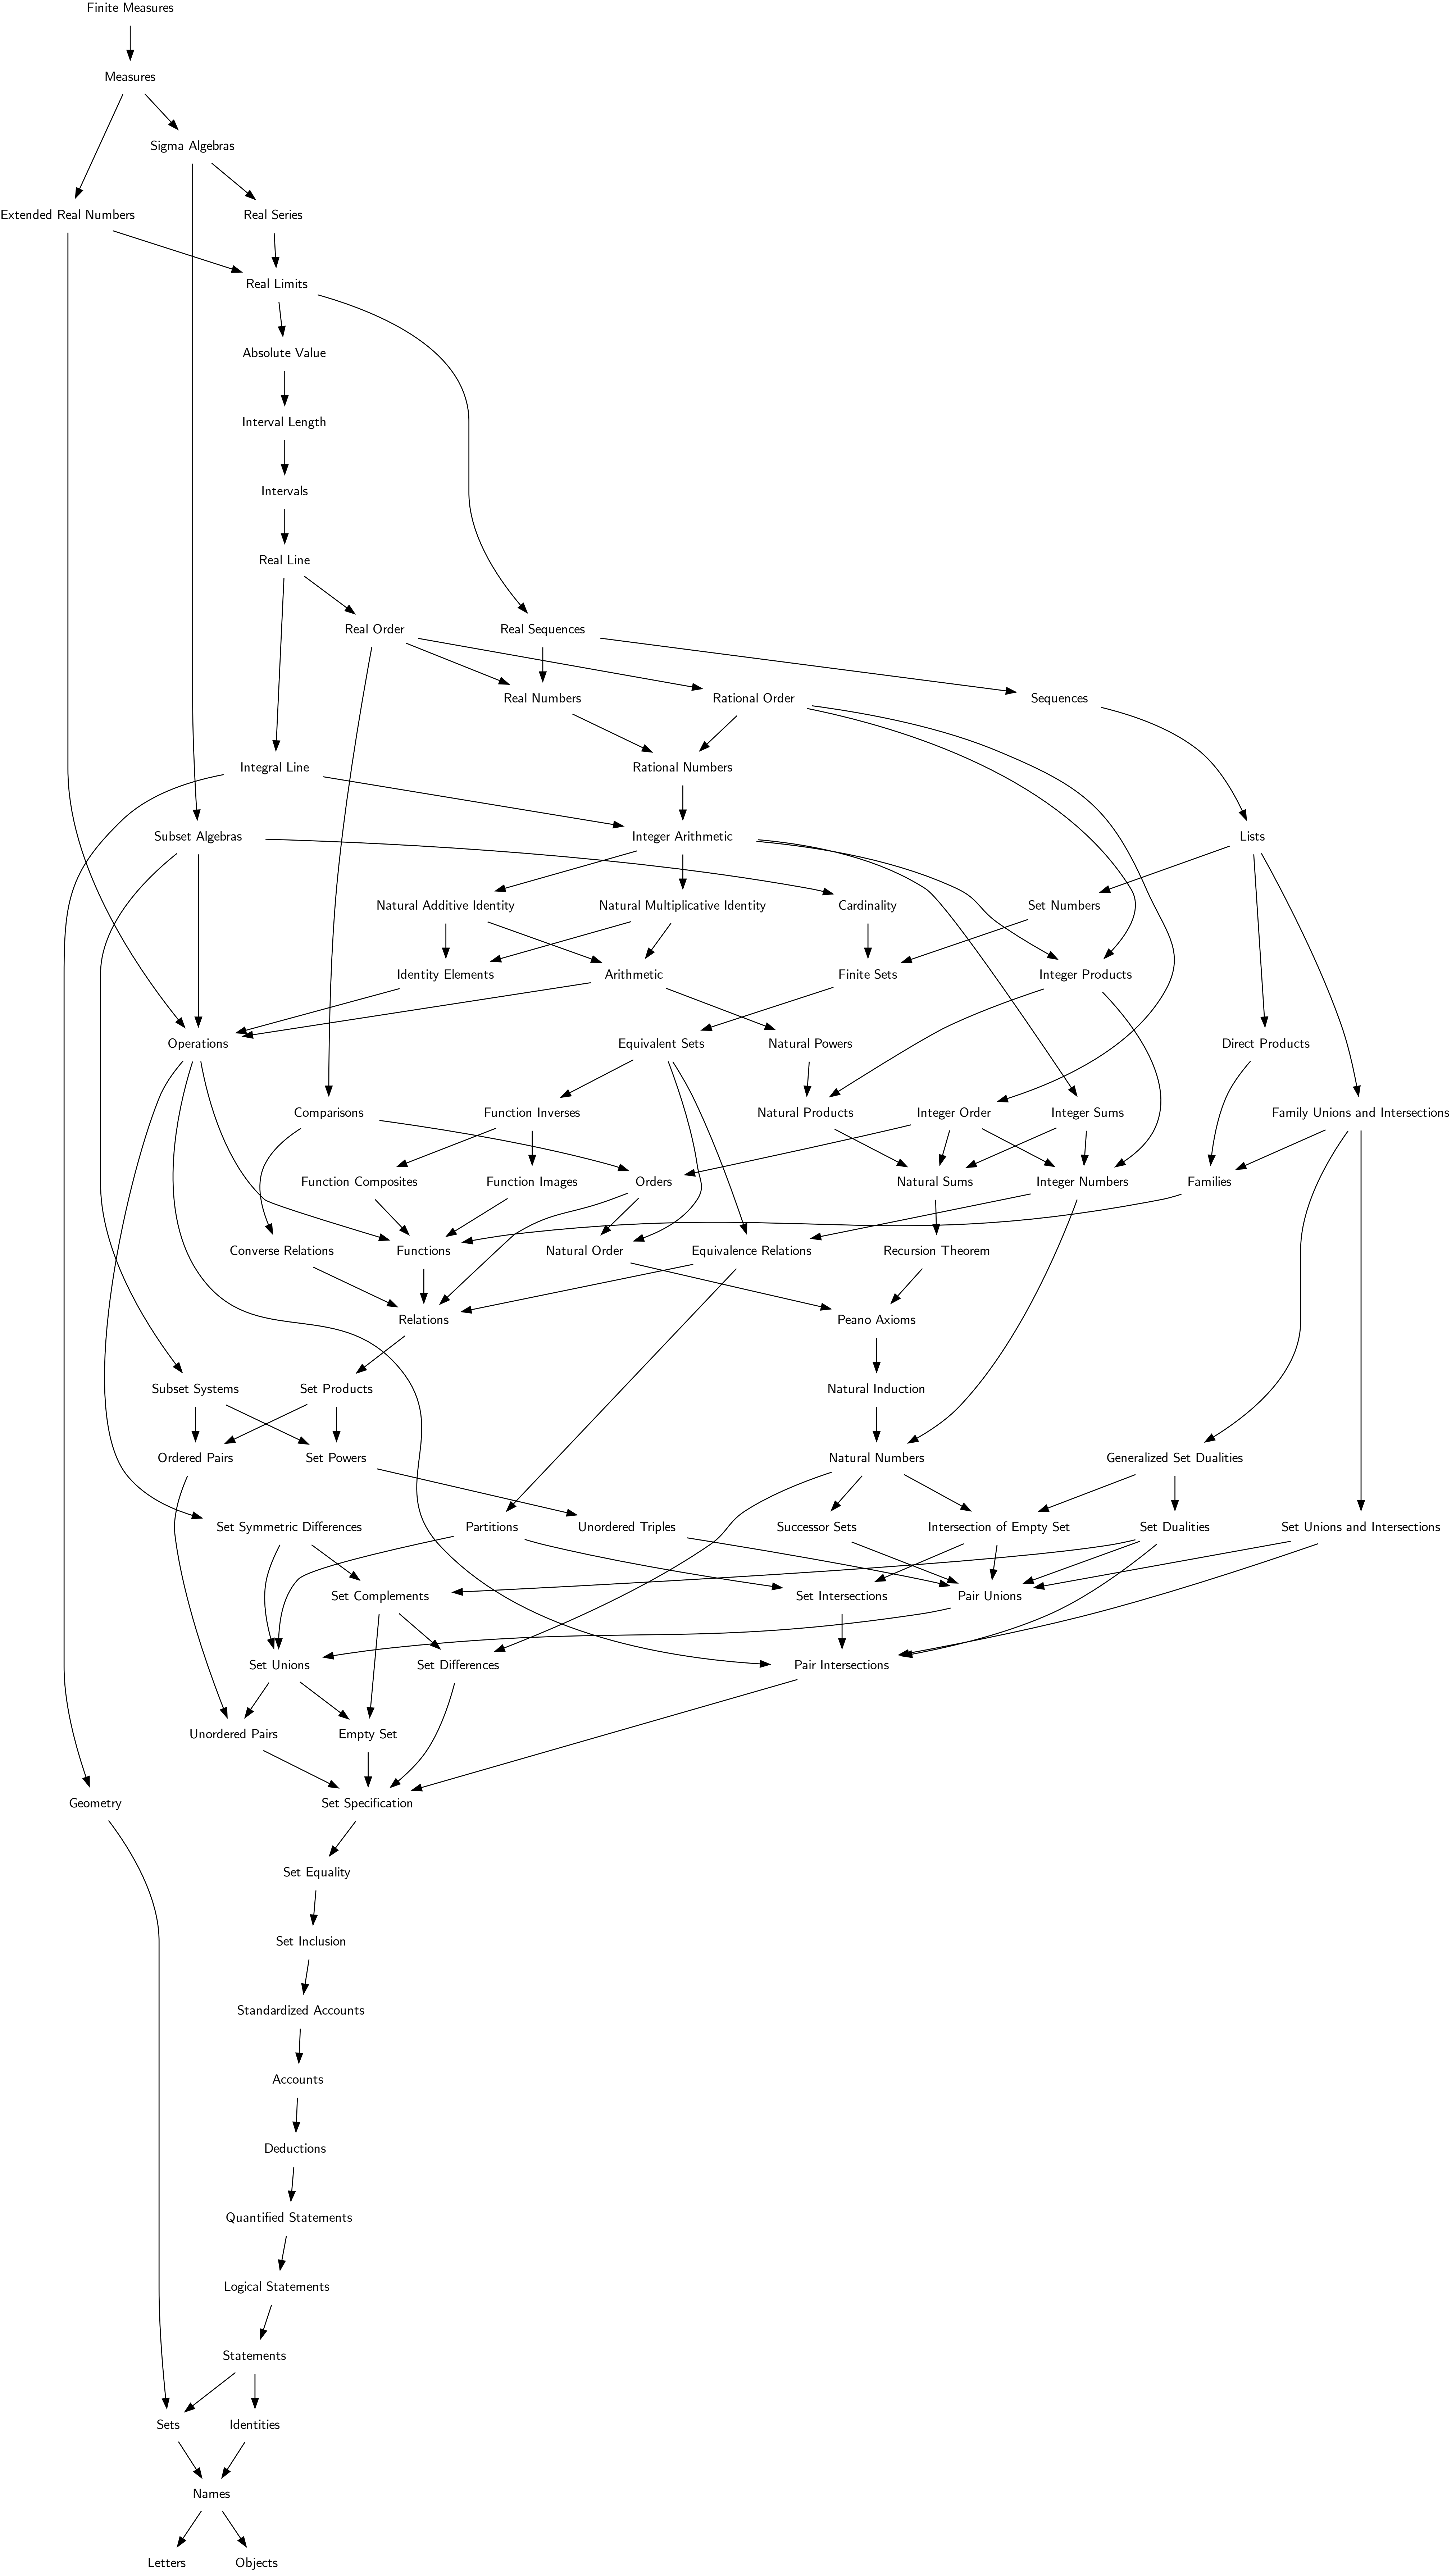 Finite Measures
Measures
Sigma Algebras
Extended Real Numbers
Real Series
Real Limits
Absolute Value
Interval Length
Intervals
Real Line
Real Order
Real Sequences
Real Numbers
Rational Order
Sequences
Integral Line
Rational Numbers
Subset Algebras
Integer Arithmetic
Lists
Natural Additive Identity
Natural Multiplicative Identity
Cardinality
Set Numbers
Identity Elements
Arithmetic
Finite Sets
Integer Products
Operations
Equivalent Sets
Natural Powers
Direct Products
Comparisons
Function Inverses
Natural Products
Integer Order
Integer Sums
Family Unions and Intersections
Function Composites
Function Images
Orders
Natural Sums
Integer Numbers
Families
Converse Relations
Functions
Natural Order
Equivalence Relations
Recursion Theorem
Relations
Peano Axioms
Subset Systems
Set Products
Natural Induction
Ordered Pairs
Set Powers
Natural Numbers
Generalized Set Dualities
Set Symmetric Differences
Partitions
Unordered Triples
Successor Sets
Intersection of Empty Set
Set Dualities
Set Unions and Intersections
Set Complements
Set Intersections
Pair Unions
Set Unions
Set Differences
Pair Intersections
Unordered Pairs
Empty Set
Geometry
Set Specification
Set Equality
Set Inclusion
Standardized Accounts
Accounts
Deductions
Quantified Statements
Logical Statements
Statements
Sets
Identities
Names
Letters
Objects